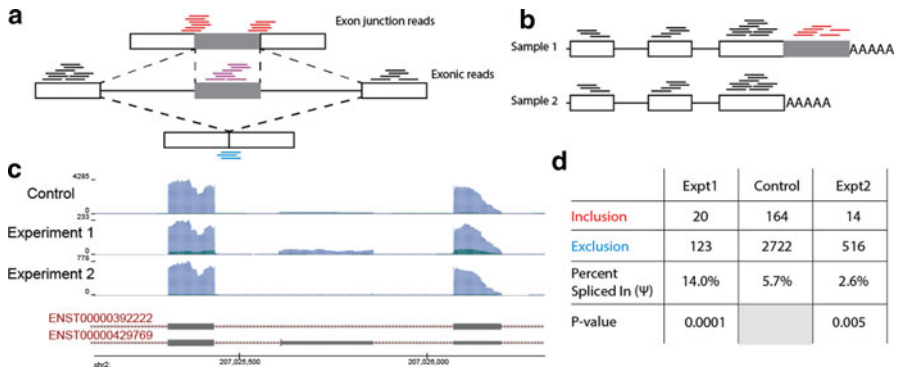 a
Exon junction reads
Exonic reads
b
Sample 1
AAAAA
Sample 2
AAAAA
c
4285
Control
0
233
Experiment 1
0
778
Experiment 2
0
ENST00000392222
ENST00000429769
chr2:
207,025,500
207,026,000
d
Expt1 Control Expt2
Inclusion 20 164 14
Exclusion 123 2722 516
Percent Spliced In (Ψ) 14.0% 5.7% 2.6%
P-value 0.0001 0.005